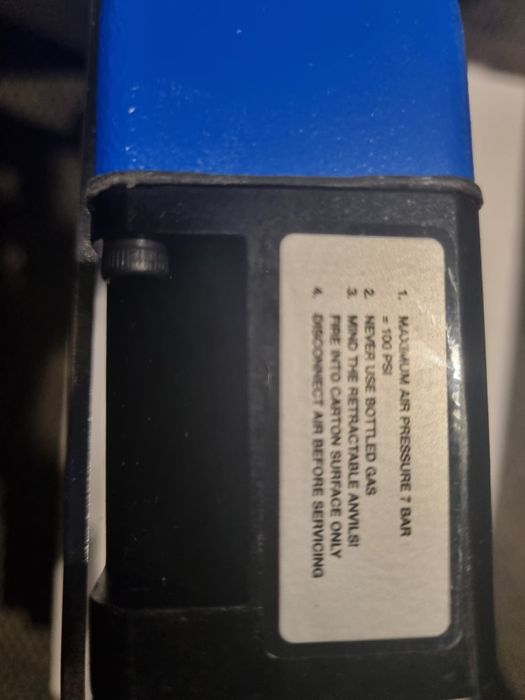 1. MAXIMUM AIR PRESSURE 7 BAR
= 100 PSI
2. NEVER USE BOTTLED GAS
3. MIND THE RETRACTABLE ANVILS!
FIRE INTO CARTON SURFACE ONLY
4. DISCONNECT AIR BEFORE SERVICING